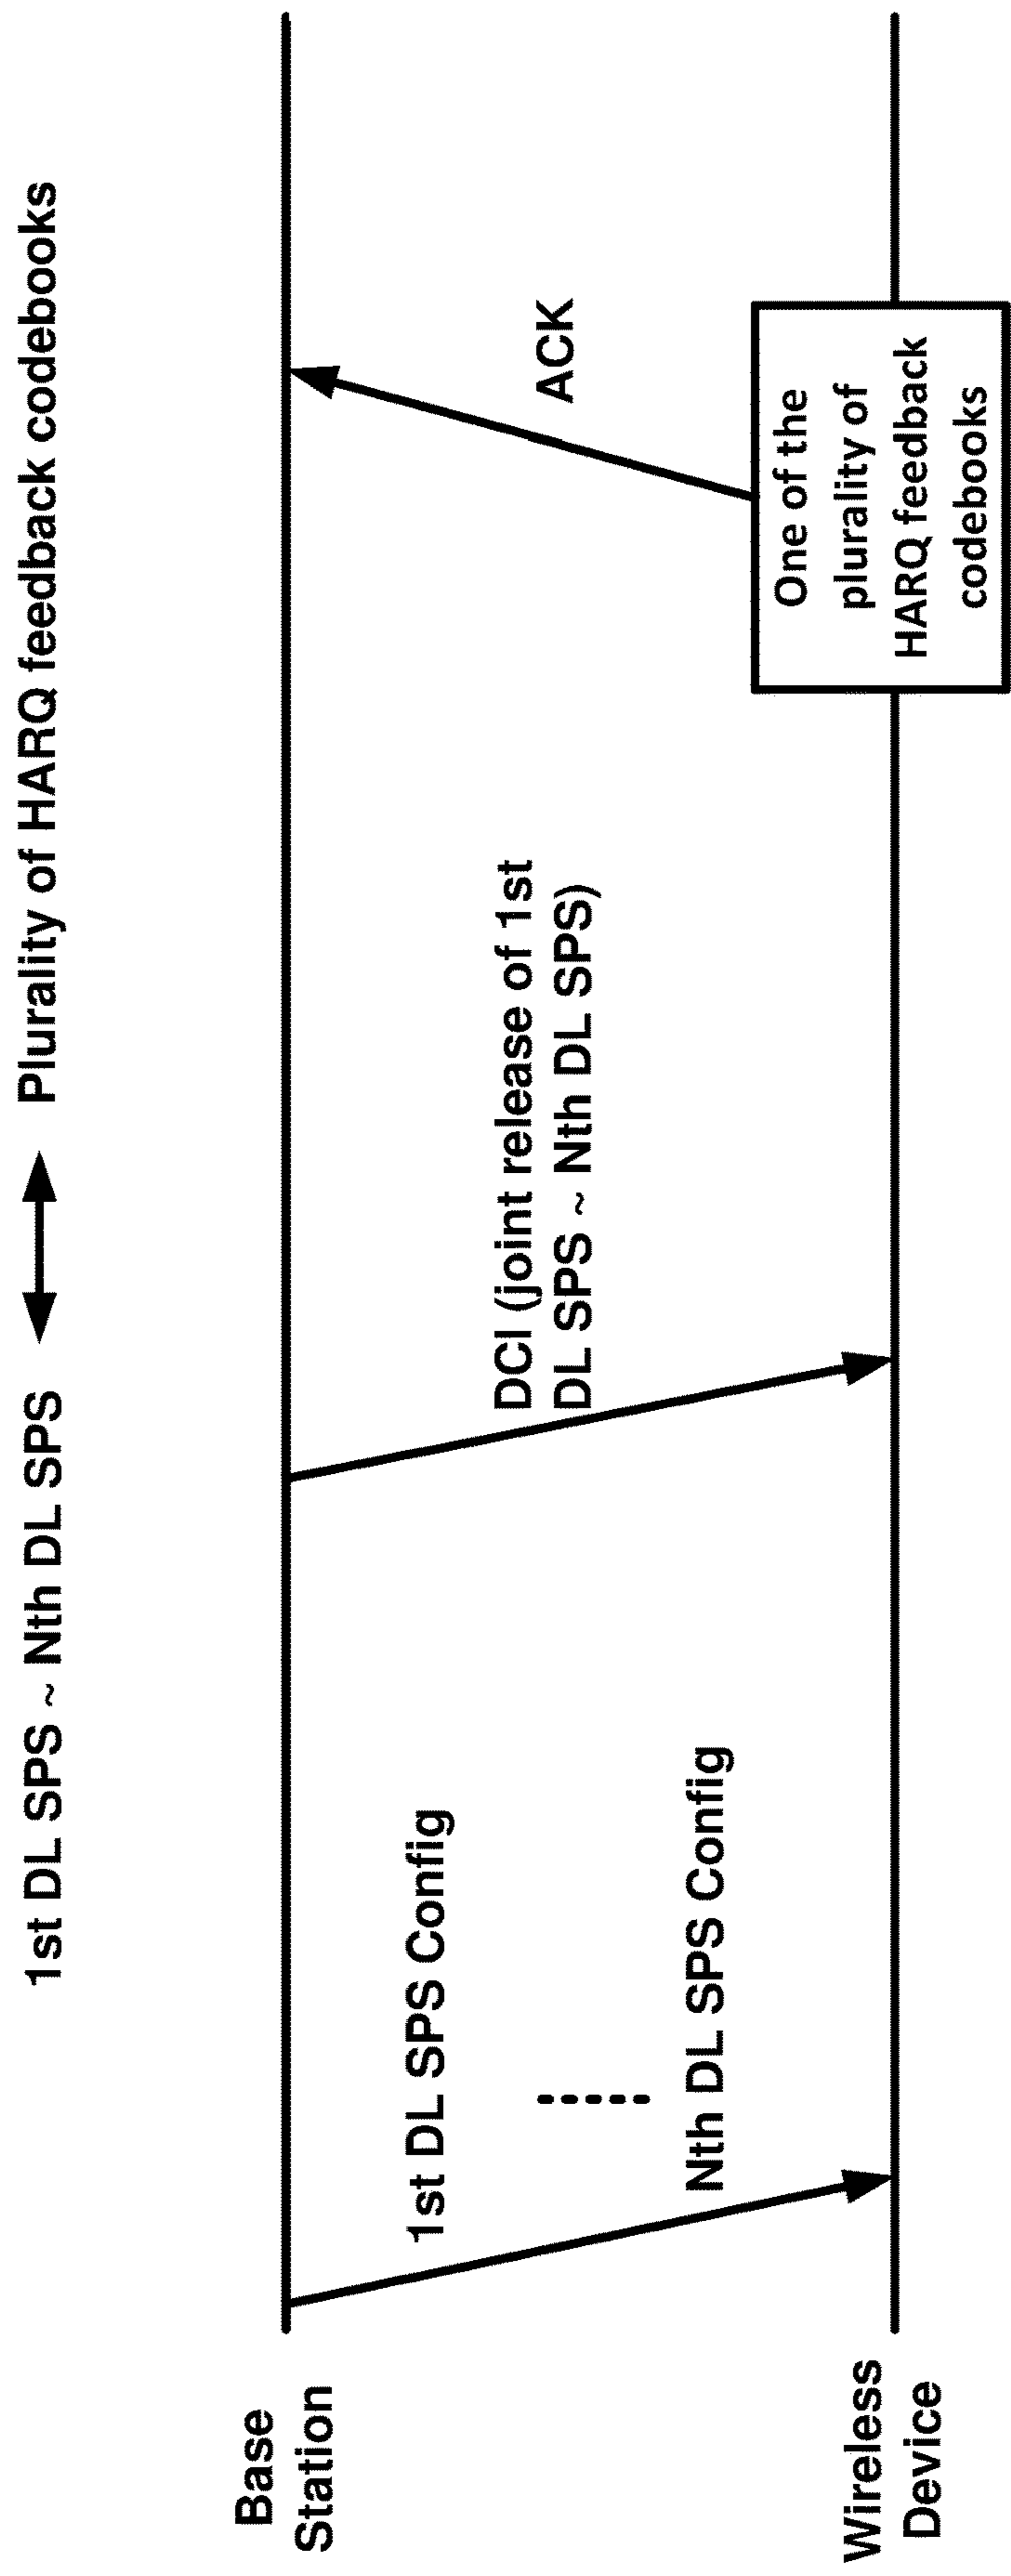 1st DL SPS ~ Nth DL SPS Plurality of HARQ feedback codebooks
Base
Station
1st DL SPS Config
Nth DL SPS Config
DCI (joint release of 1st
DL SPS ~ Nth DL SPS)
ACK
One of the
plurality of
HARQ feedback
codebooks
Wireless
Device